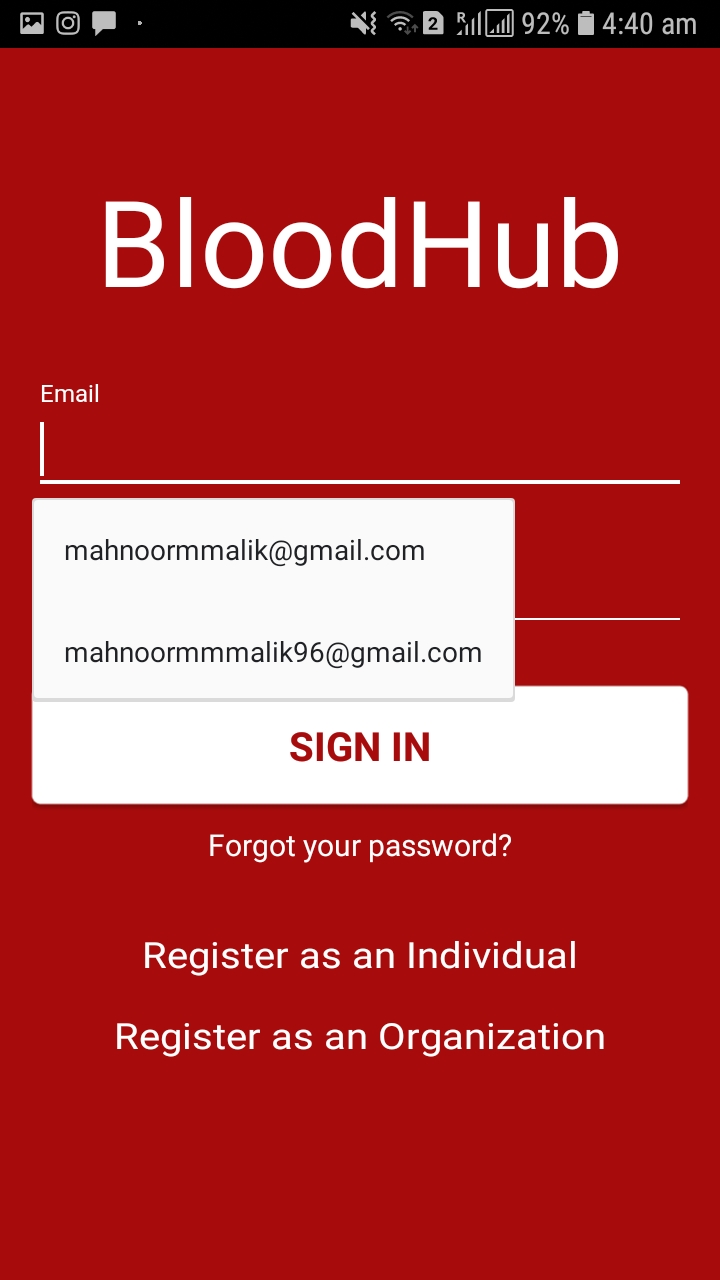 2 R 92% 4:40 am
BloodHub
Email
mahnoormmalik@gmail.com
mahnoormmmalik96@gmail.com
SIGN IN
Forgot your password?
Register as an Individual
Register as an Organization